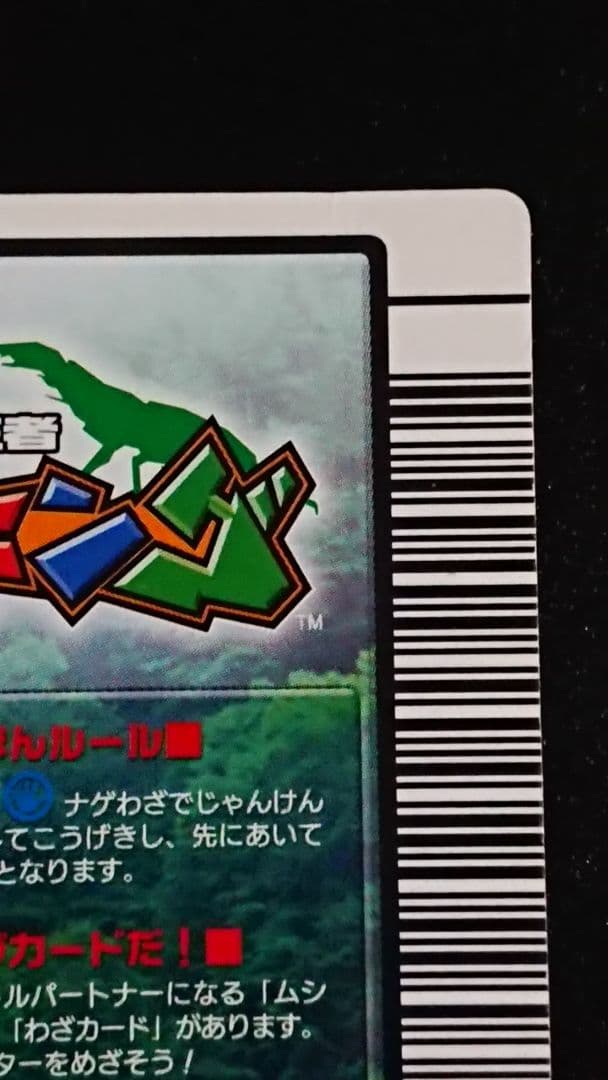 者
TM
んルール■
ナゲわざでじゃんけん
てこうげきし、先にあいて
となります。
カードだ！■
ルパートナーになる「ムシ
「わざカード」があります。
ターをめざそう！